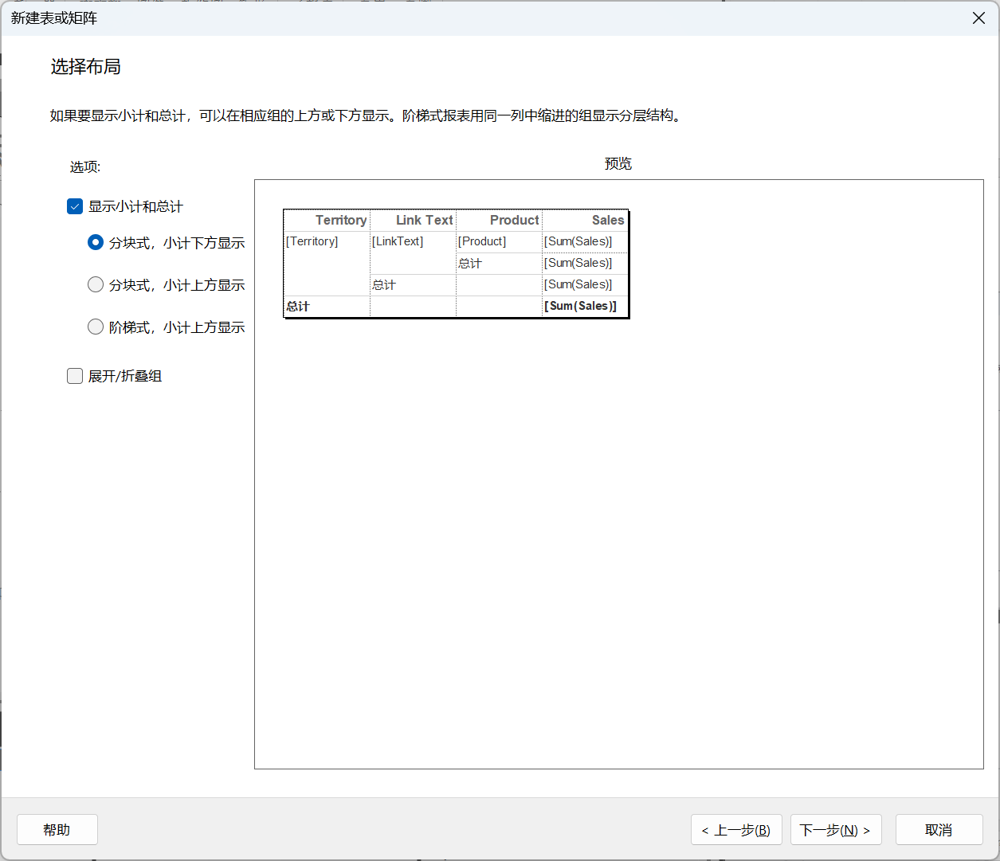 新建表或矩阵
选择布局
如果要显示小计和总计，可以在相应组的上方或下方显示。阶梯式报表用同一列中缩进的组显示分层结构。
选项:
预览
显示小计和总计
分块式，小计下方显示
分块式，小计上方显示
阶梯式，小计上方显示
展开/折叠组
Territory Link Text Product Sales
[Territory] [LinkText] [Product] [Sum(Sales)]
总计 [Sum(Sales)]
总计 [Sum(Sales)]
总计 [Sum(Sales)]
帮助
< 上一步(B)
下一步(N) >
取消